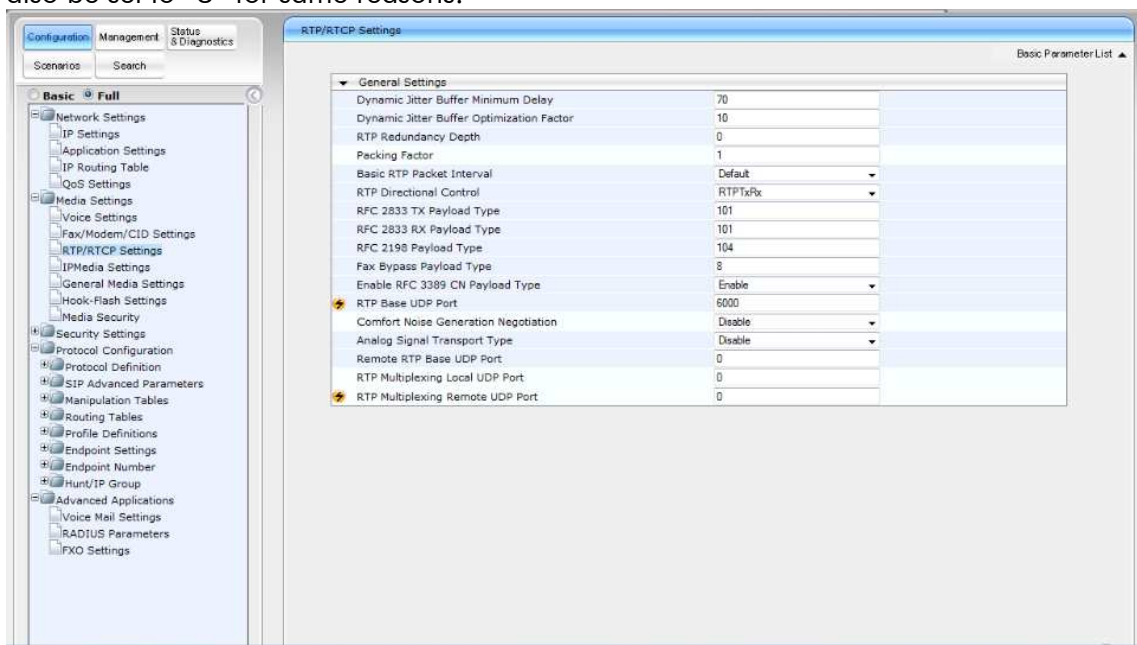 also be set to "8" for same reasons.
Configuration Management Status & Diagnostics
Scenarios Search
Basic Full
Network Settings
IP Settings
Application Settings
IP Routing Table
QoS Settings
Media Settings
Voice Settings
Fax/Modem/CID Settings
RTP/RTCP Settings
IPMedia Settings
General Media Settings
Hook-Flash Settings
Media Security
Security Settings
Protocol Configuration
Protocol Definition
SIP Advanced Parameters
Manipulation Tables
Routing Tables
Profile Definitions
Endpoint Settings
Endpoint Number
Hunt/IP Group
Advanced Applications
Voice Mail Settings
RADIUS Parameters
FXO Settings
RTP/RTCP Settings
Basic Parameter List
General Settings
Dynamic Jitter Buffer Minimum Delay 70
Dynamic Jitter Buffer Optimization Factor 10
RTP Redundancy Depth 0
Packing Factor 1
Basic RTP Packet Interval Default
RTP Directional Control RTPTxRx
RFC 2833 TX Payload Type 101
RFC 2833 RX Payload Type 101
RFC 2198 Payload Type 104
Fax Bypass Payload Type 8
Enable RFC 3389 CN Payload Type Enable
RTP Base UDP Port 6000
Comfort Noise Generation Negotiation Disable
Analog Signal Transport Type Disable
Remote RTP Base UDP Port 0
RTP Multiplexing Local UDP Port 0
RTP Multiplexing Remote UDP Port 0